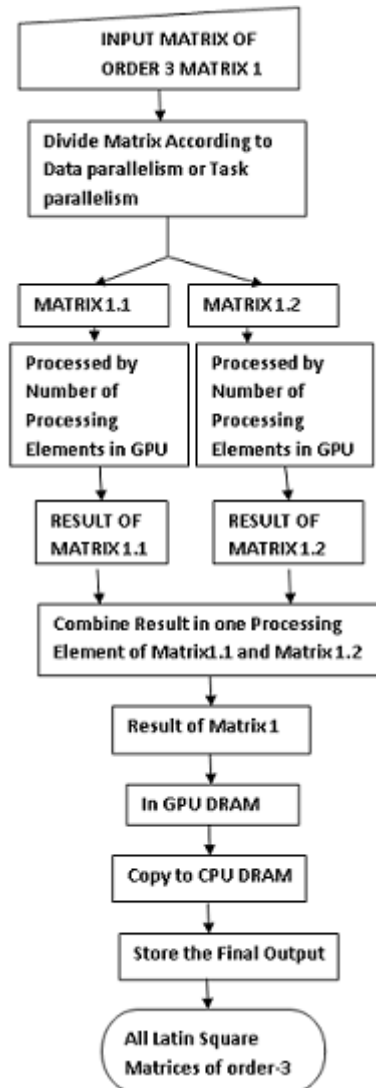 INPUT MATRIX OF
ORDER 3 MATRIX 1
Divide Matrix According to
Data parallelism or Task
parallelism
MATRIX 1.1
MATRIX 1.2
Processed by
Number of
Processing
Elements in GPU
Processed by
Number of
Processing
Elements in GPU
RESULT OF
MATRIX 1.1
RESULT OF
MATRIX 1.2
Combine Result in one Processing
Element of Matrix1.1 and Matrix 1.2
Result of Matrix 1
In GPU DRAM
Copy to CPU DRAM
Store the Final Output
All Latin Square
Matrices of order-3